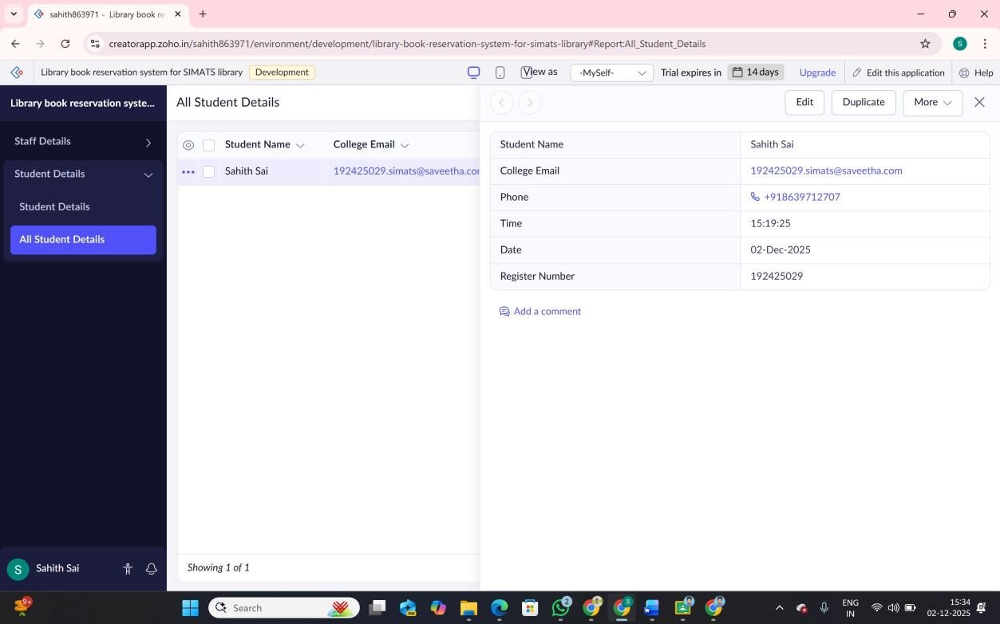 sahith863971 - Library book re
creatorapp.zoho.in/sahith863971/environment/development/library-book-reservation-system-for-simats-library#Report:All_Student_Details
S
Library book reservation system for SIMATS library
Development
View as
-MySelf-
Trial expires in
14 days
Upgrade
Edit this application
Help
Library book reservation syste...
Staff Details
Student Details
Student Details
All Student Details
Sahith Sai
S
All Student Details
Student Name
College Email
Sahith Sai
192425029.simats@saveetha.cor
Showing 1 of 1
Edit
Duplicate
More
Student Name
Sahith Sai
College Email
192425029.simats@saveetha.com
Phone
+918639712707
Time
15:19:25
Date
02-Dec-2025
Register Number
192425029
Add a comment
9+
Search
PRE
2
S
W
ENG
IN
15:34
02-12-2025